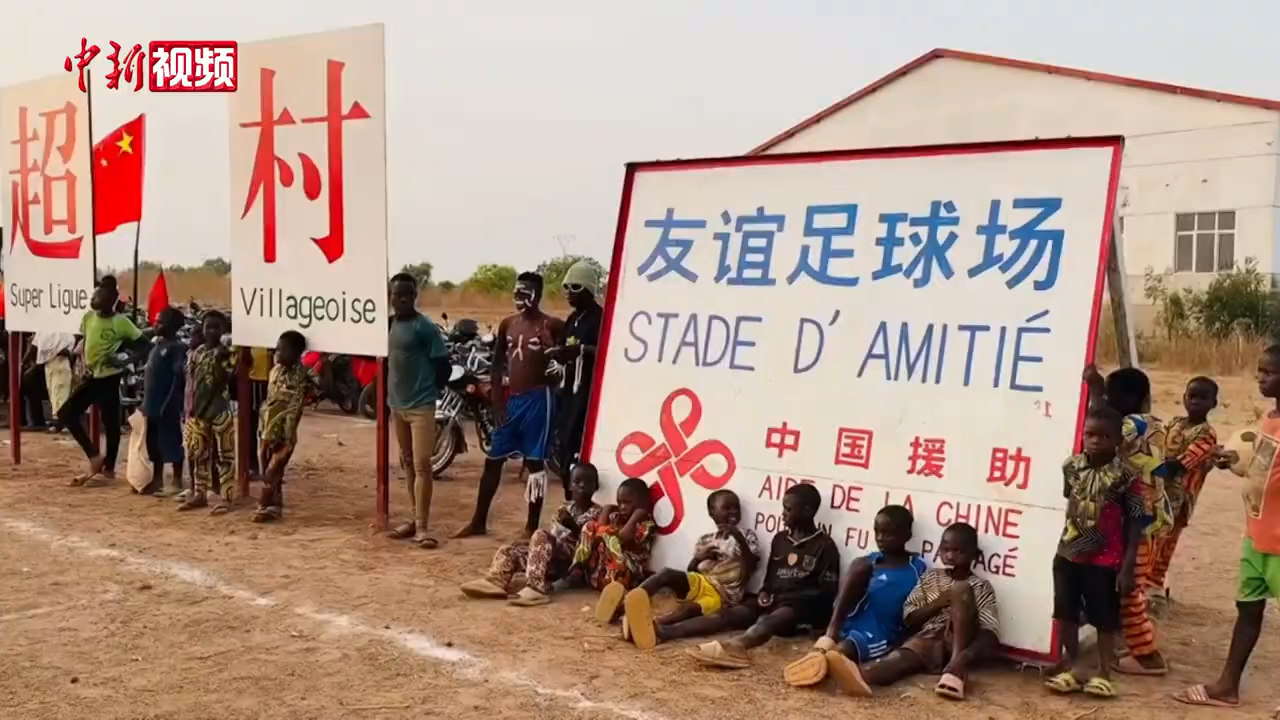 中新视频
超
Super Ligue
村
Villageoise
友谊足球场
STADE D' AMITIÉ
中国援助
AIDE DE LA CHINE